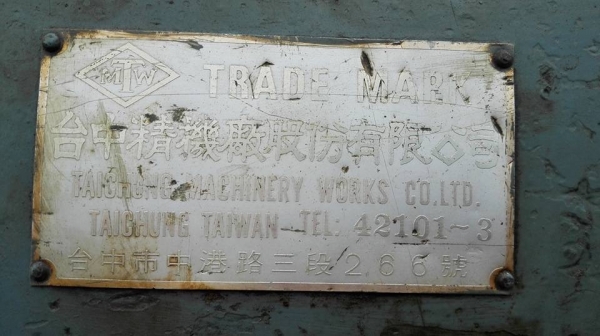 MTW TRADE MARK
台中精機廠股份有限公司
TAICHUNG MACHINERY WORKS CO.LTD.
TAICHUNG TAIWAN TEL: 42101~3
台中市中港路三段266號